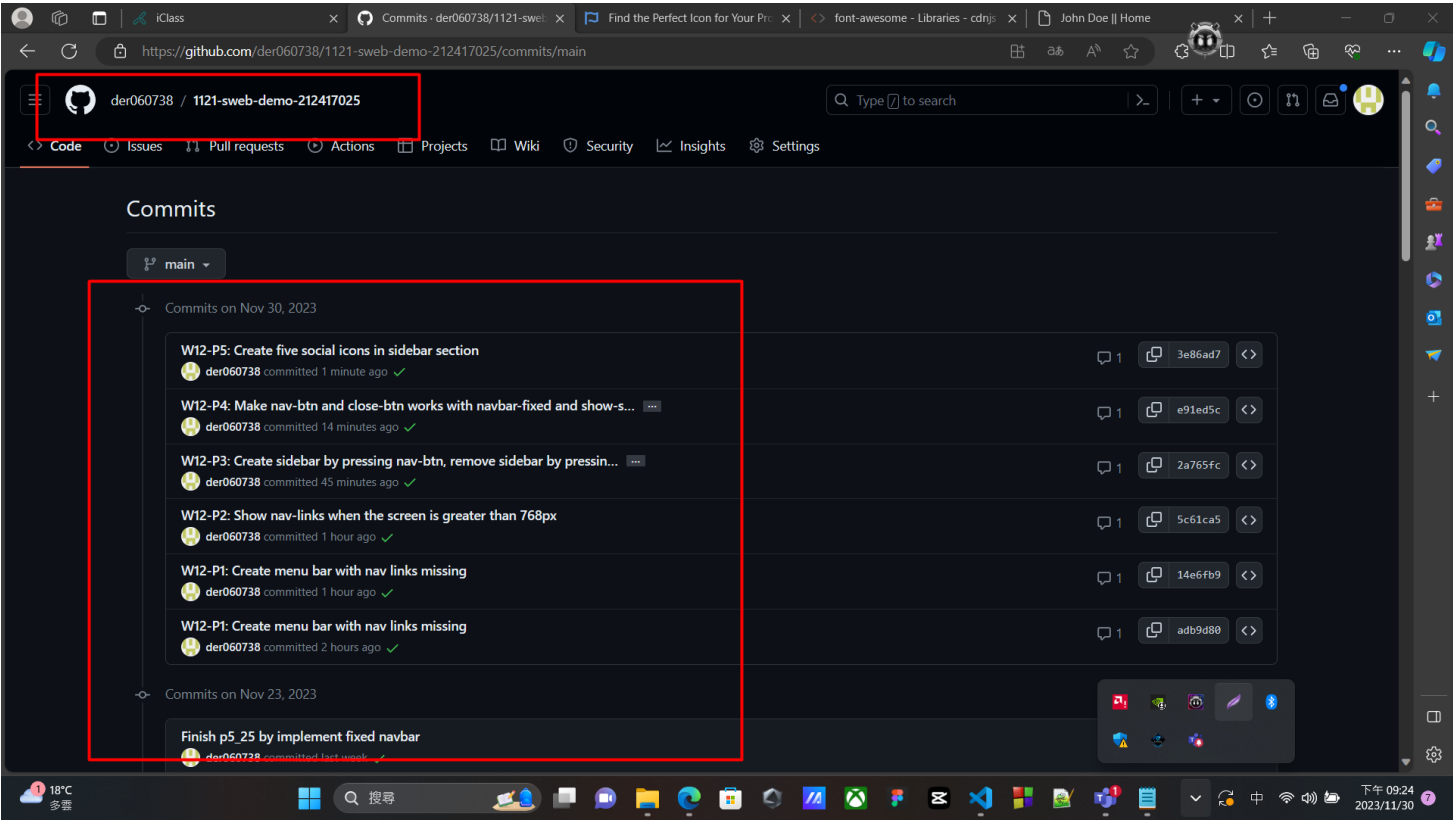 iClass
Commits · der060738/1121-sweb
Find the Perfect Icon for Your Pro
font-awesome - Libraries - cdnjs
John Doe || Home
https://github.com/der060738/1121-sweb-demo-212417025/commits/main
der060738 / 1121-sweb-demo-212417025
Type / to search
Code Issues Pull requests Actions Projects Wiki Security Insights Settings
Commits
main
Commits on Nov 30, 2023
W12-P5: Create five social icons in sidebar section
der060738 committed 1 minute ago
1 3e86ad7
W12-P4: Make nav-btn and close-btn works with navbar-fixed and show-s... ...
der060738 committed 14 minutes ago
1 e91ed5c
W12-P3: Create sidebar by pressing nav-btn, remove sidebar by pressin... ...
der060738 committed 45 minutes ago
1 2a765fc
W12-P2: Show nav-links when the screen is greater than 768px
der060738 committed 1 hour ago
1 5c61ca5
W12-P1: Create menu bar with nav links missing
der060738 committed 1 hour ago
1 14e6fb9
W12-P1: Create menu bar with nav links missing
der060738 committed 2 hours ago
1 adb9d80
Commits on Nov 23, 2023
Finish p5_25 by implement fixed navbar
der060738 committed last week
1
18°C
多雲
搜尋
1
中
下午 09:24
2023/11/30
7